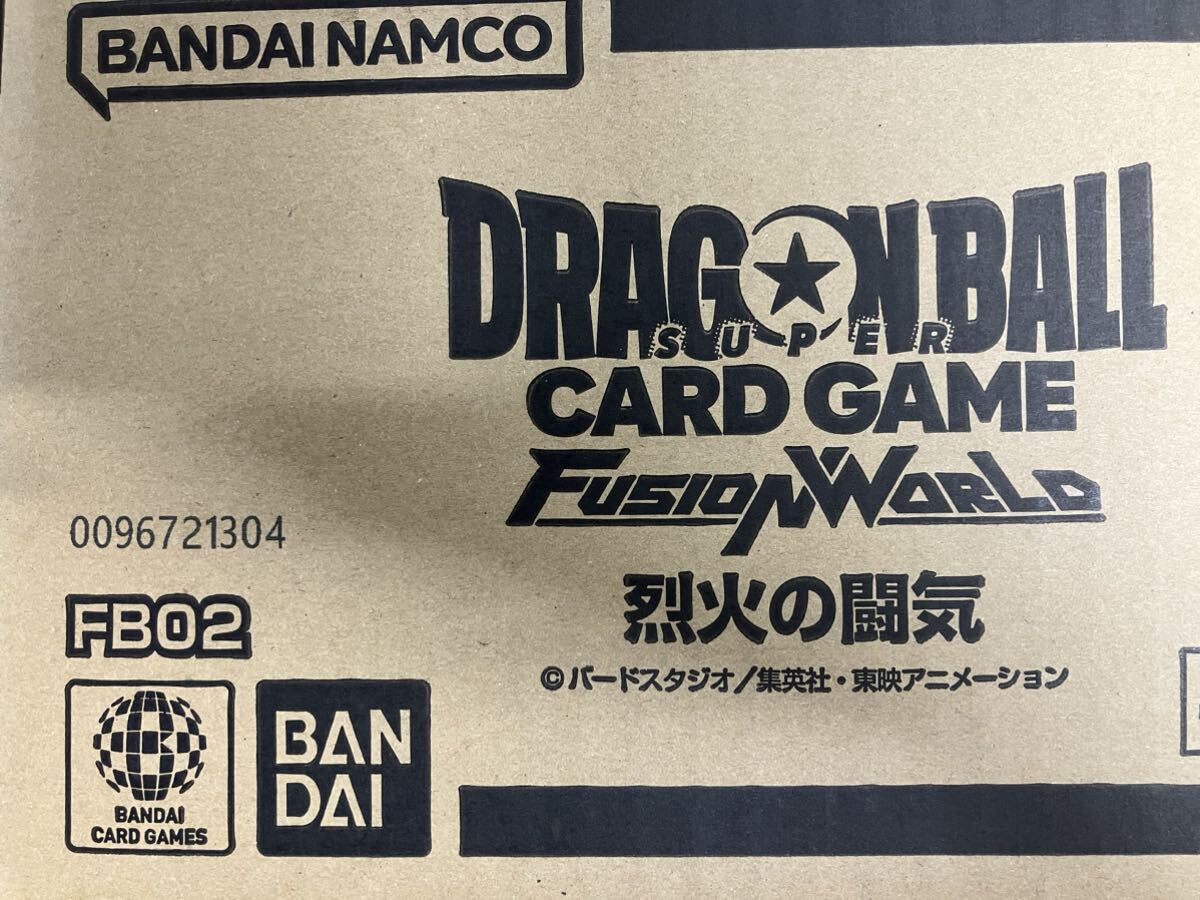 BANDAI NAMCO
DRAGON BALL
SUPER
CARD GAME
FUSION WORLD
烈火の闘気
©バードスタジオ/集英社・東映アニメーション
0096721304
FB02
BANDAI
CARD GAMES
BAN
DAI